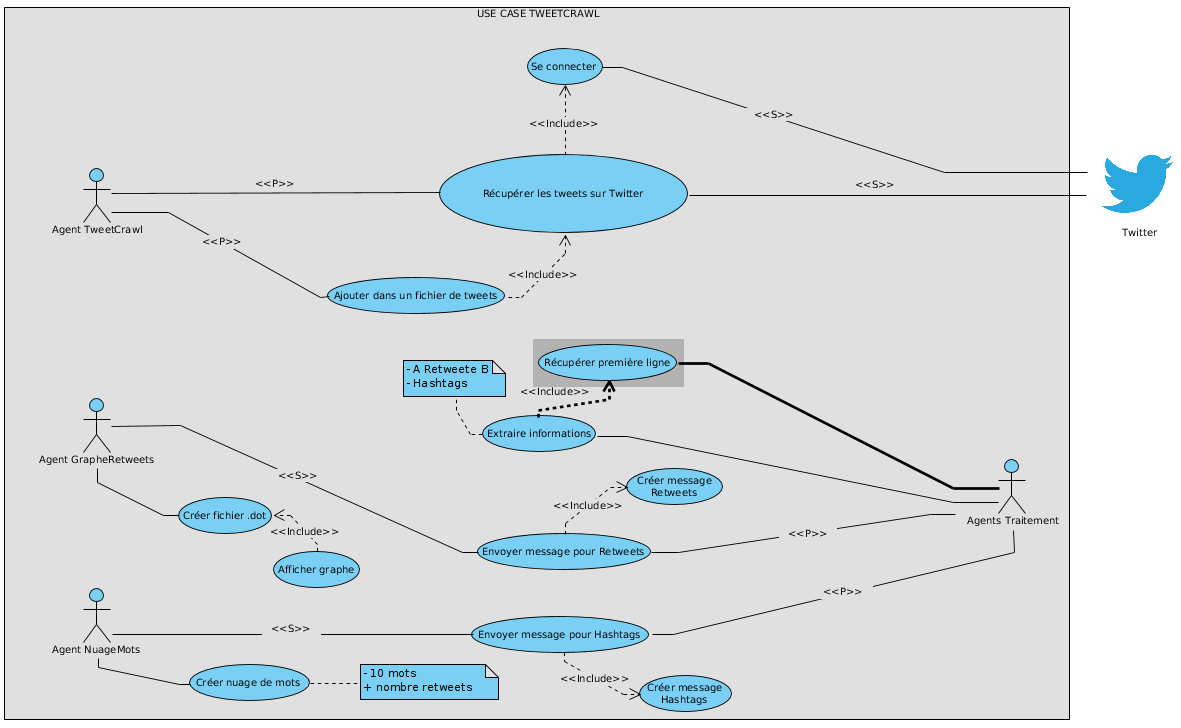 USE CASE TWEETCRAWL
Se connecter
<<S>>
<<Include>>
<<P>>
Récupérer les tweets sur Twitter
<<S>>
Twitter
Agent TweetCrawl
<<P>>
<<Include>>
Ajouter dans un fichier de tweets
Récupérer première ligne
- A Retweete B
- Hashtags
<<Include>>
Extraire informations
Agent GrapheRetweets
<<S>>
Créer message
Retweets
<<Include>>
Créer fichier .dot
Agents Traitement
<<Include>>
<<P>>
Envoyer message pour Retweets
Afficher graphe
<<P>>
<<S>>
Envoyer message pour Hashtags
Agent NuageMots
- 10 mots
+ nombre retweets
Créer nuage de mots
<<Include>>
Créer message
Hashtags